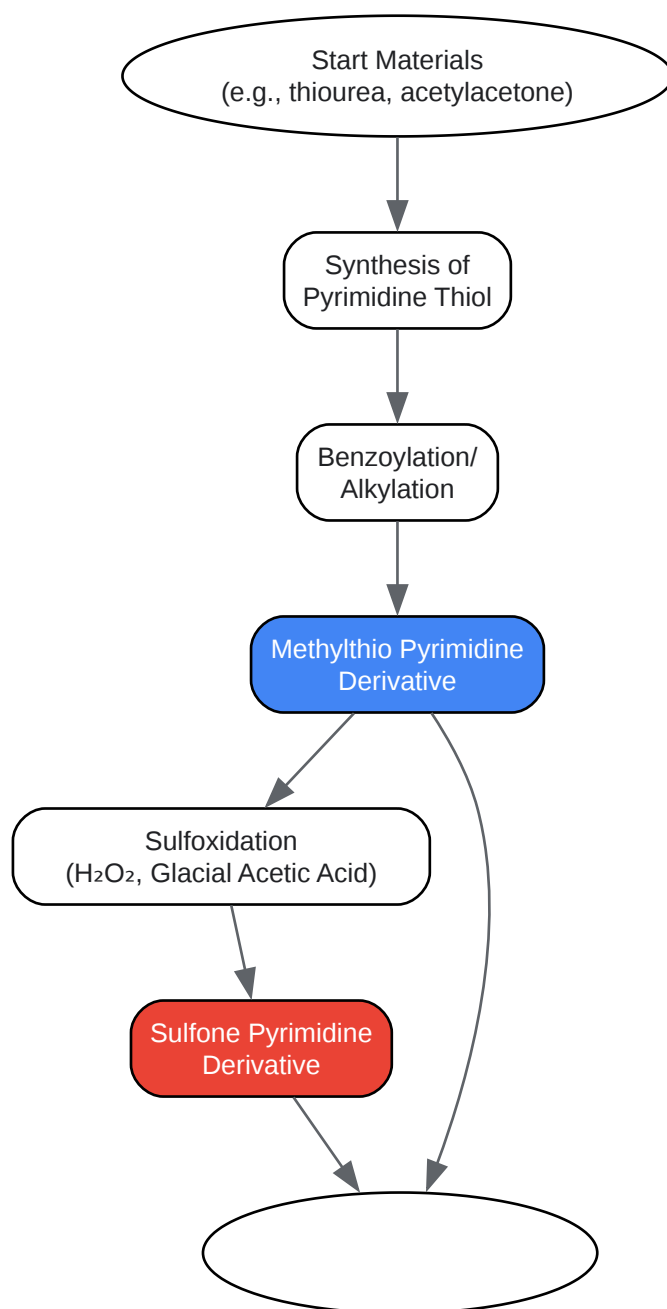 Start Materials
(e.g., thiourea, acetylacetone)
Synthesis of
Pyrimidine Thiol
Benzoylation/
Alkylation
Methylthio Pyrimidine
Derivative
Sulfoxidation
(H₂O₂, Glacial Acetic Acid)
Sulfone Pyrimidine
Derivative